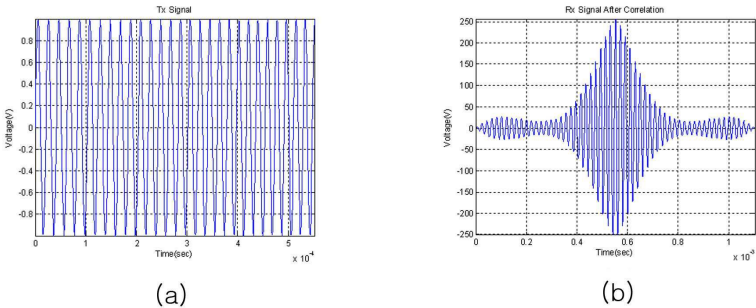 Tx Signal
Voltage(V)
0.8
0.6
0.4
0.2
0
-0.2
-0.4
-0.6
-0.8
0 1 2 3 4 5
Time(sec)
x 10^-4
(a)
Rx Signal After Correlation
Voltage(V)
250
200
150
100
50
0
-50
-100
-150
-200
-250
0 0.2 0.4 0.6 0.8 1
Time(sec)
x 10^-3
(b)